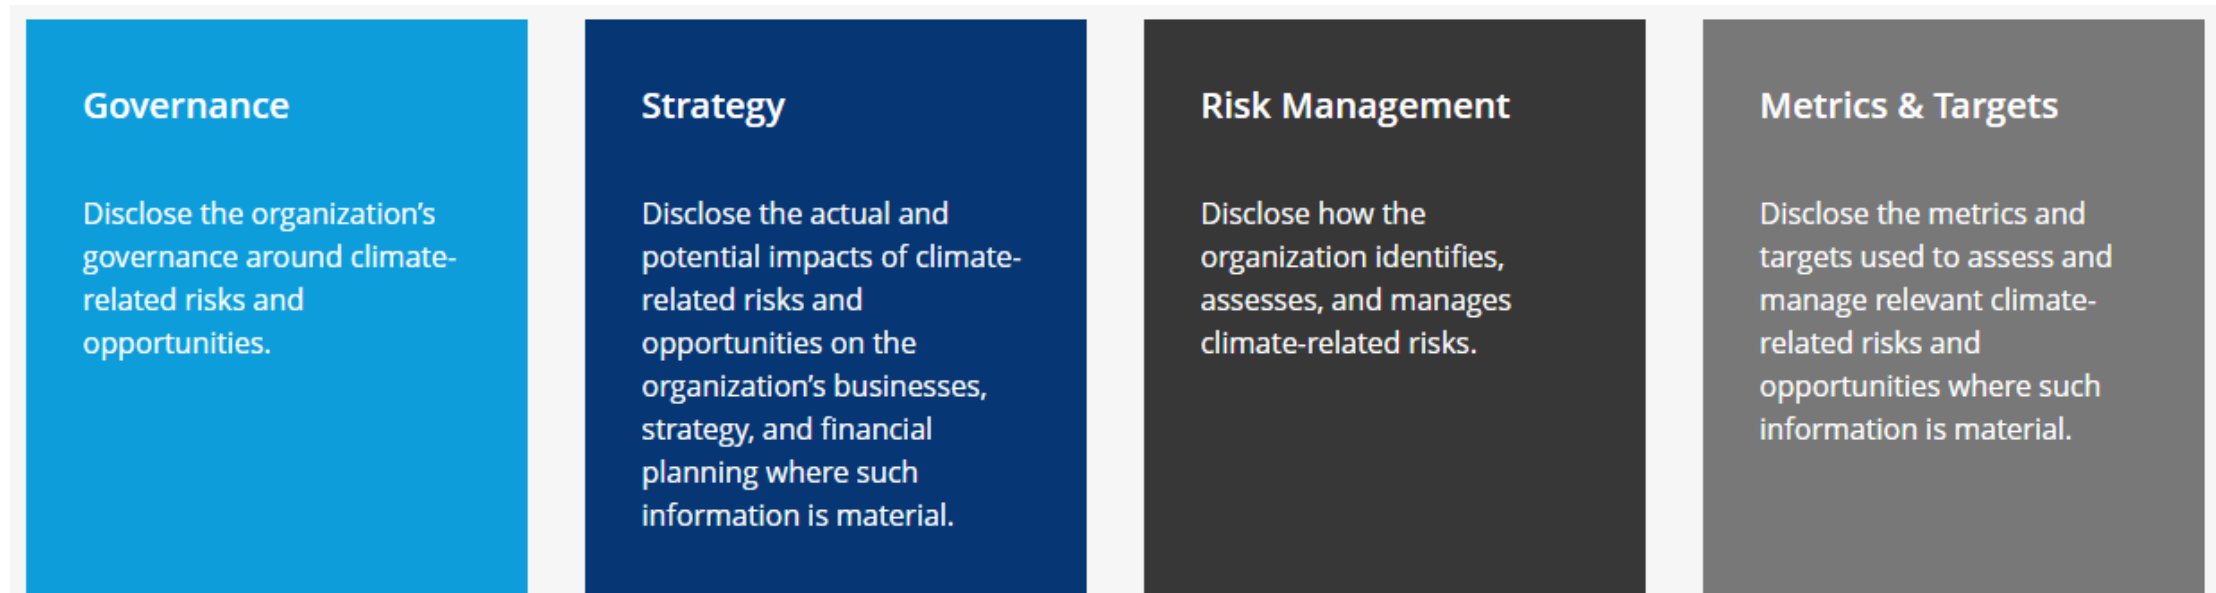 Governance
Disclose the organization’s
governance around climate-
related risks and
opportunities.
Strategy
Disclose the actual and
potential impacts of climate-
related risks and
opportunities on the
organization’s businesses,
strategy, and financial
planning where such
information is material.
Risk Management
Disclose how the
organization identifies,
assesses, and manages
climate-related risks.
Metrics & Targets
Disclose the metrics and
targets used to assess and
manage relevant climate-
related risks and
opportunities where such
information is material.